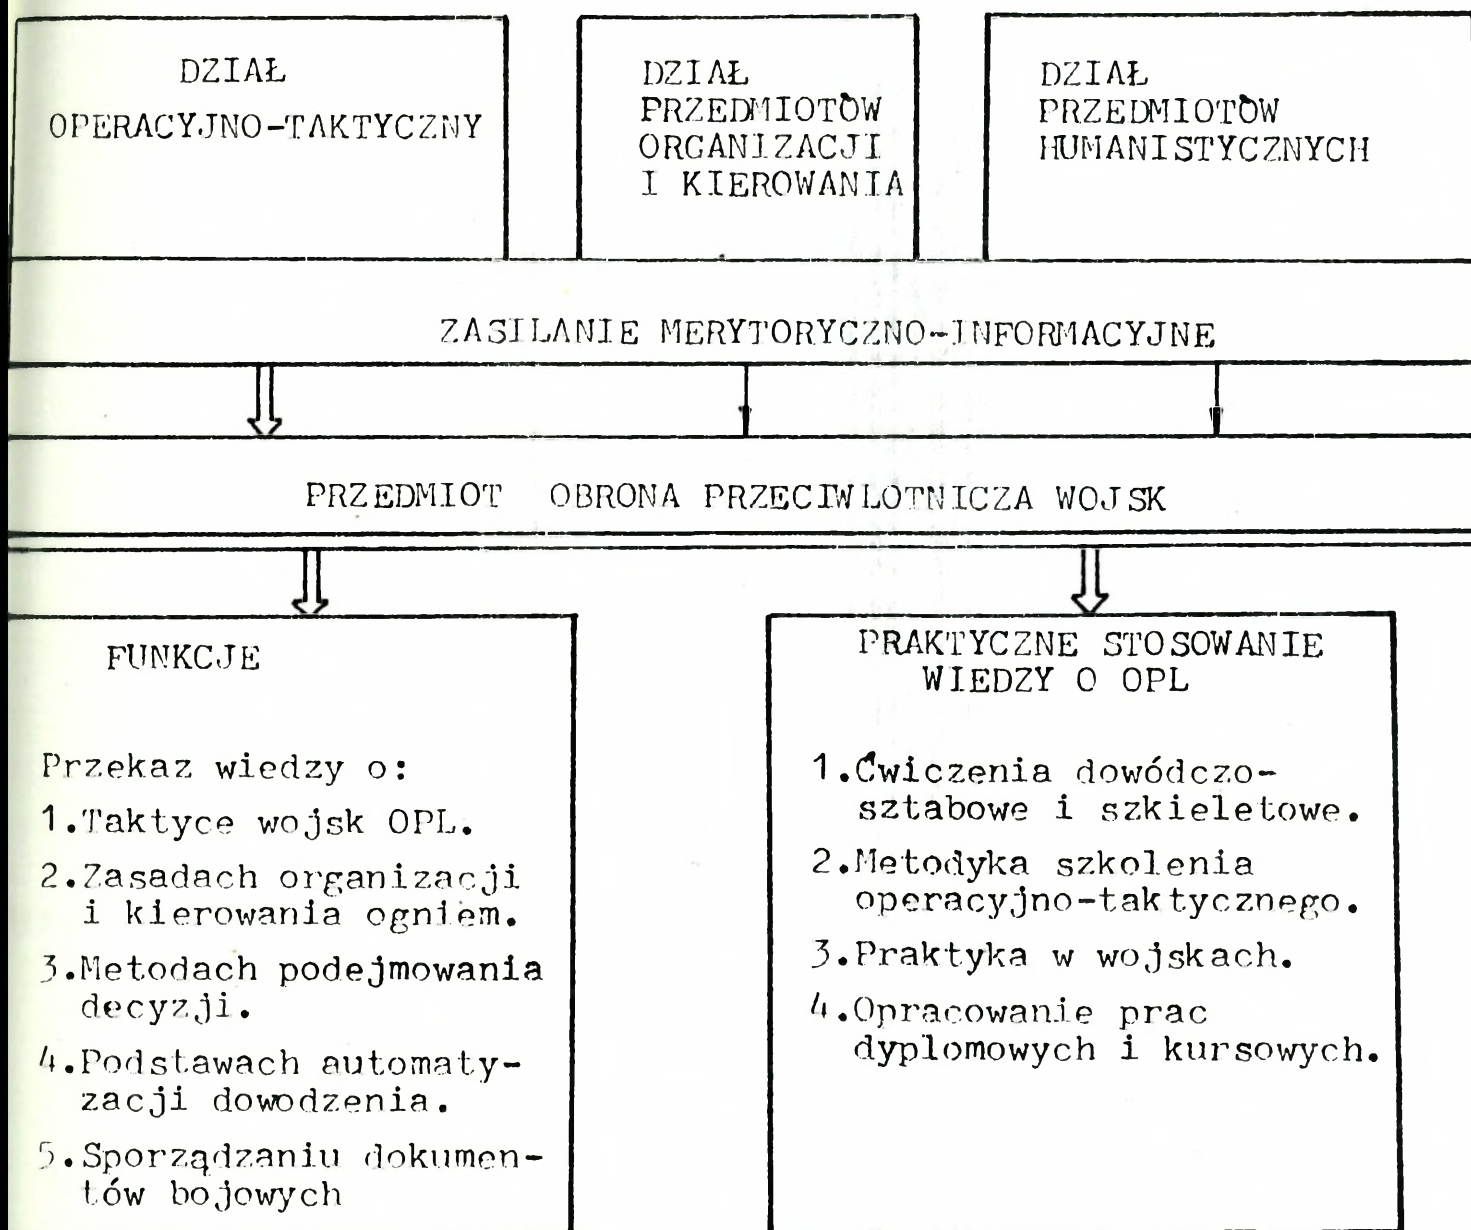 DZIAŁ
OPERACYJNO-TAKTYCZNY
DZIAŁ
PRZEDMIOTÓW
ORGANIZACJI
I KIEROWANIA
DZIAŁ
PRZEDMIOTÓW
HUMANISTYCZNYCH
ZASILANIE MERYTORYCZNO-INFORMACYJNE
PRZEDMIOT OBRONA PRZECIWLOTNICZA WOJSK
FUNKCJE
Przekaz wiedzy o:
1.Taktyce wojsk OPL.
2.Zasadach organizacji
i kierowania ogniem.
3.Metodach podejmowania
decyzji.
4.Podstawach automaty-
zacji dowodzenia.
5.Sporządzaniu dokumen-
tów bojowych
PRAKTYCZNE STOSOWANIE
WIEDZY O OPL
1.Ćwiczenia dowódczo-
sztabowe i szkieletowe.
2.Metodyka szkolenia
operacyjno-taktycznego.
3.Praktyka w wojskach.
4.Opracowanie prac
dyplomowych i kursowych.